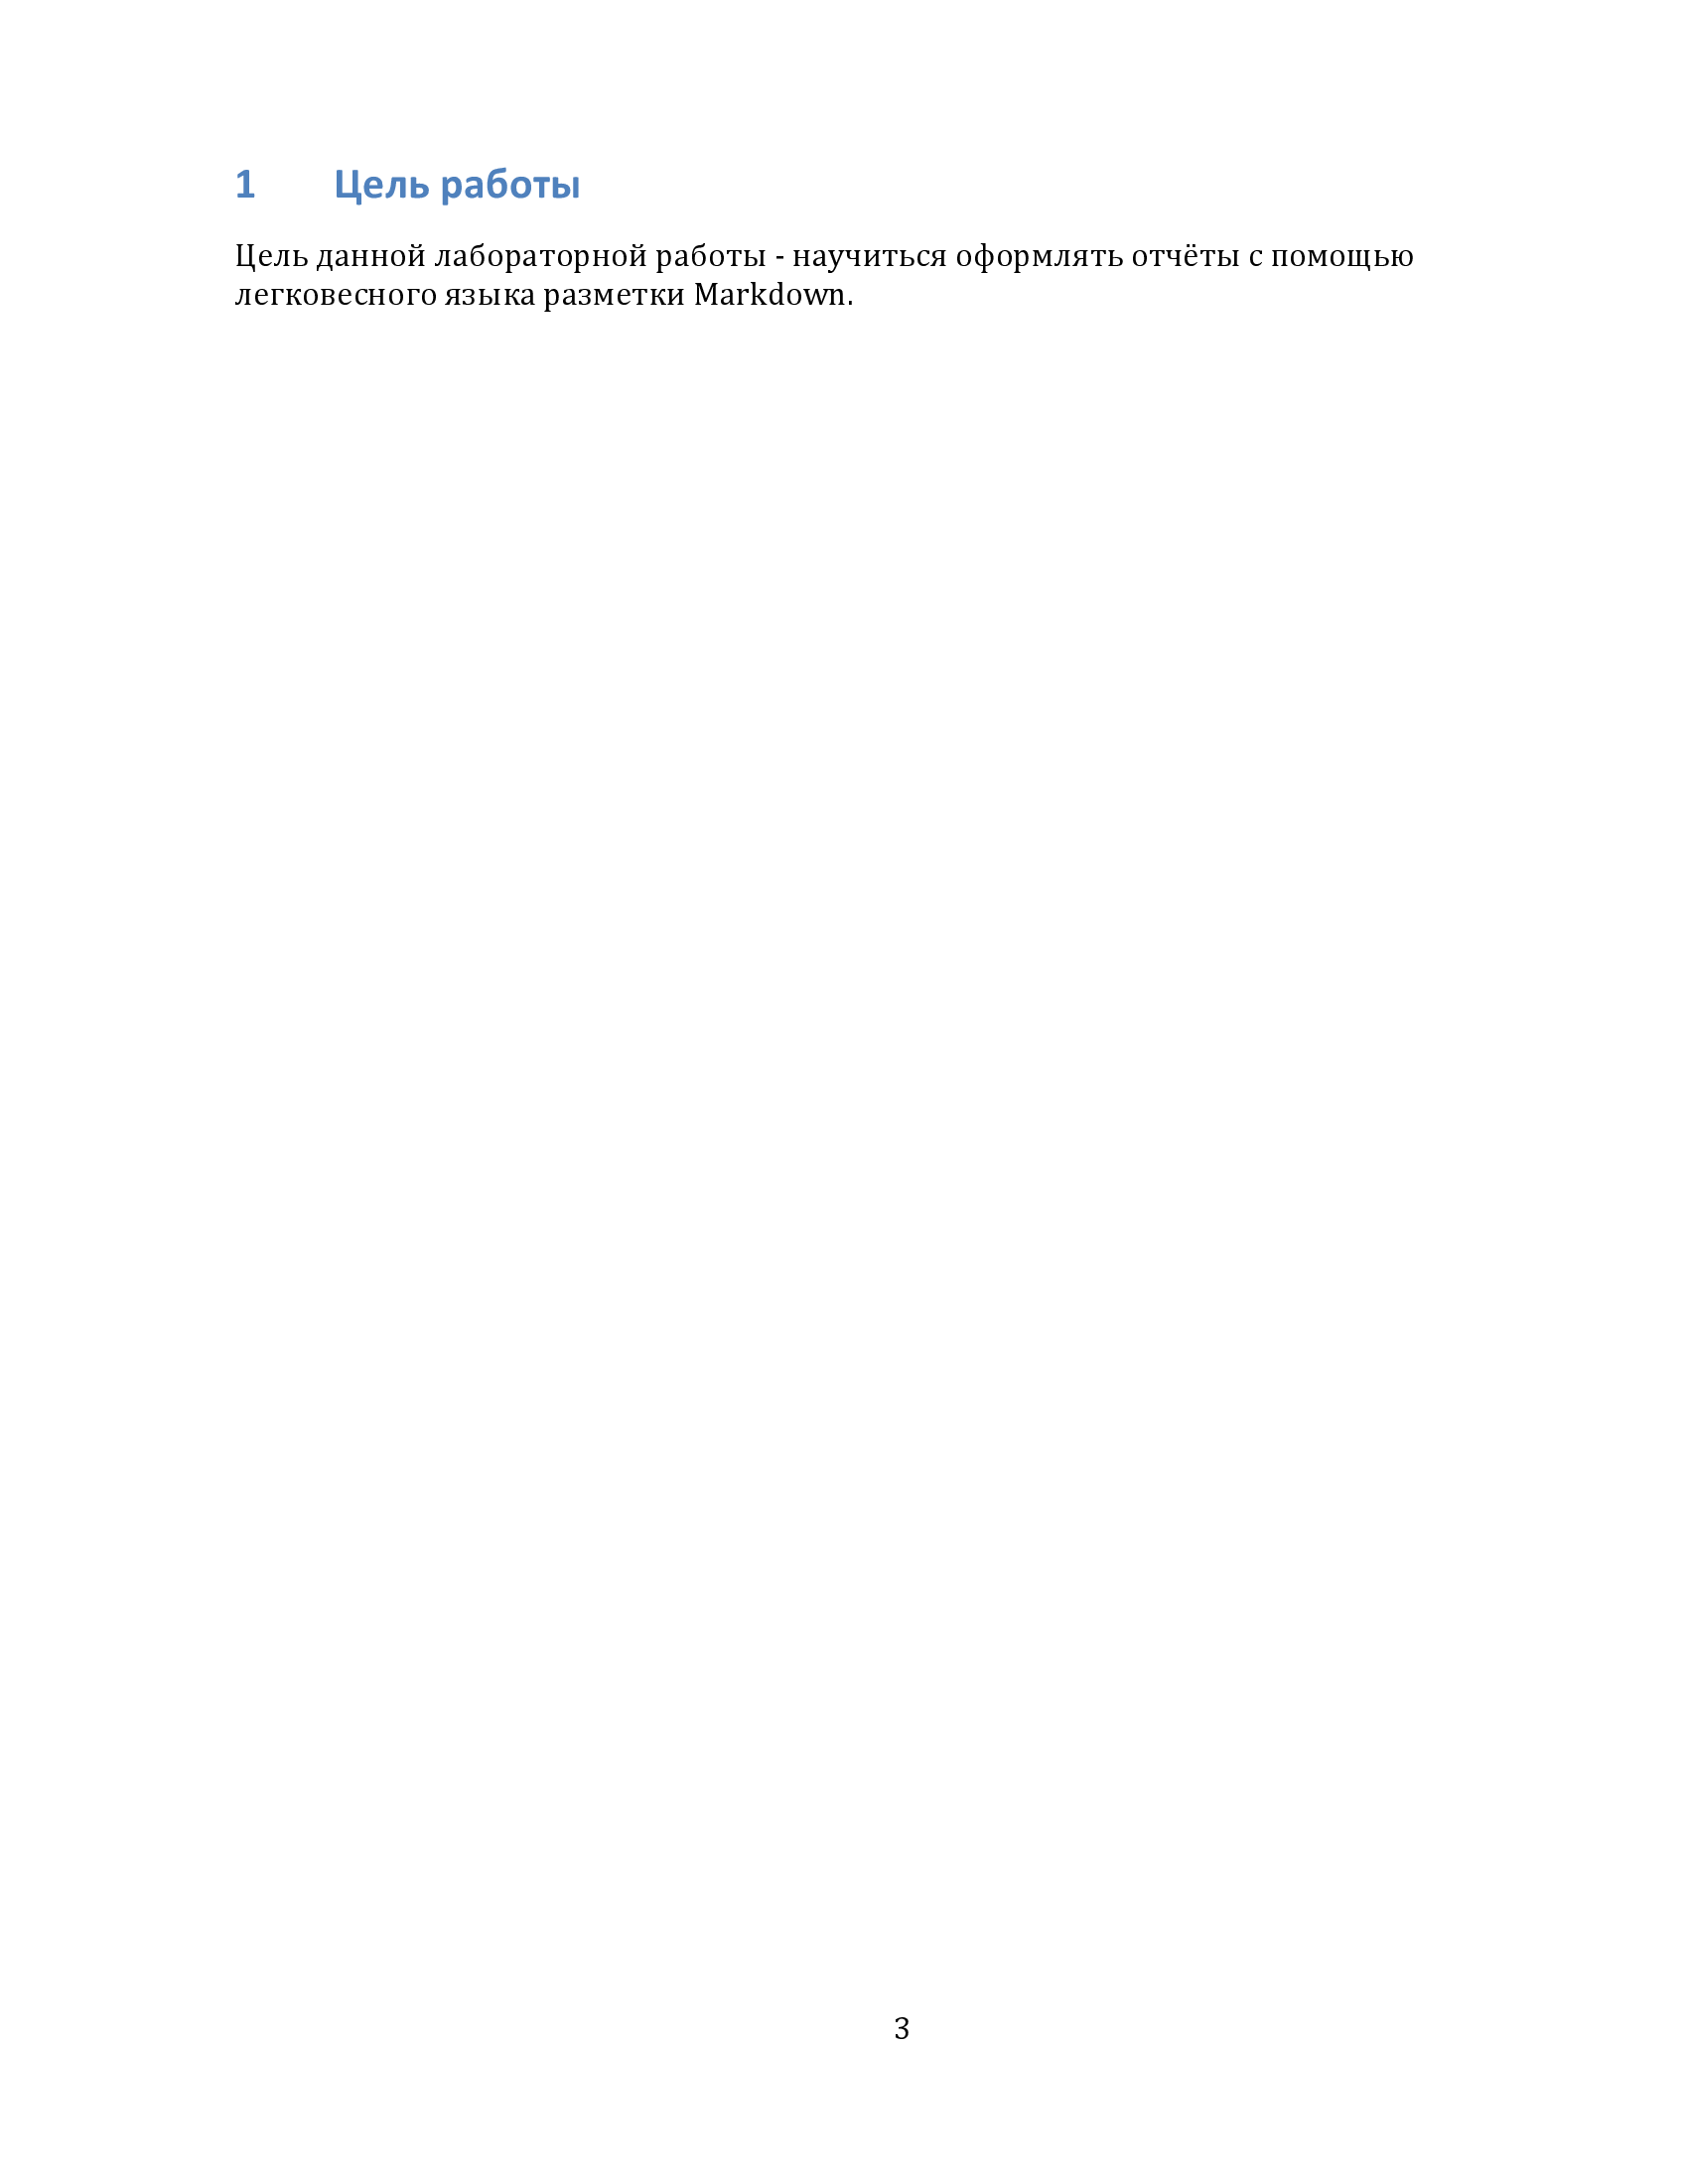 1 Цель работы
Цель данной лабораторной работы - научиться оформлять отчёты с помощью
легковесного языка разметки Markdown.
3